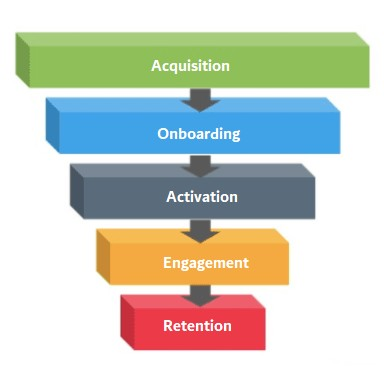 Acquisition
Onboarding
Activation
Engagement
Retention